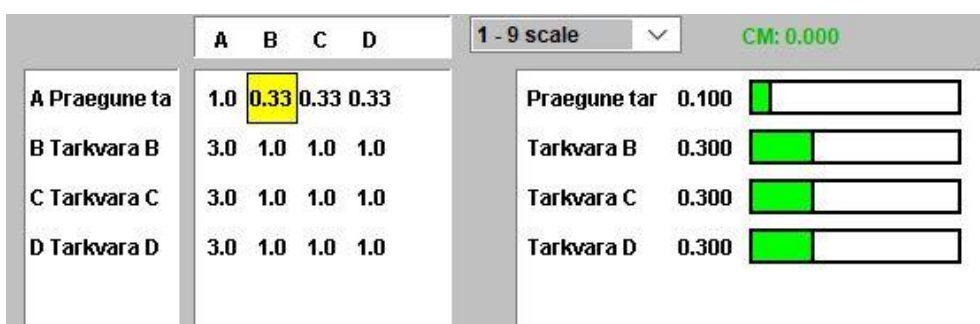 A B C D
1 - 9 scale
CM: 0.000
A Praegune ta 1.0 0.33 0.33 0.33 Praegune tar 0.100
B Tarkvara B 3.0 1.0 1.0 1.0 Tarkvara B 0.300
C Tarkvara C 3.0 1.0 1.0 1.0 Tarkvara C 0.300
D Tarkvara D 3.0 1.0 1.0 1.0 Tarkvara D 0.300